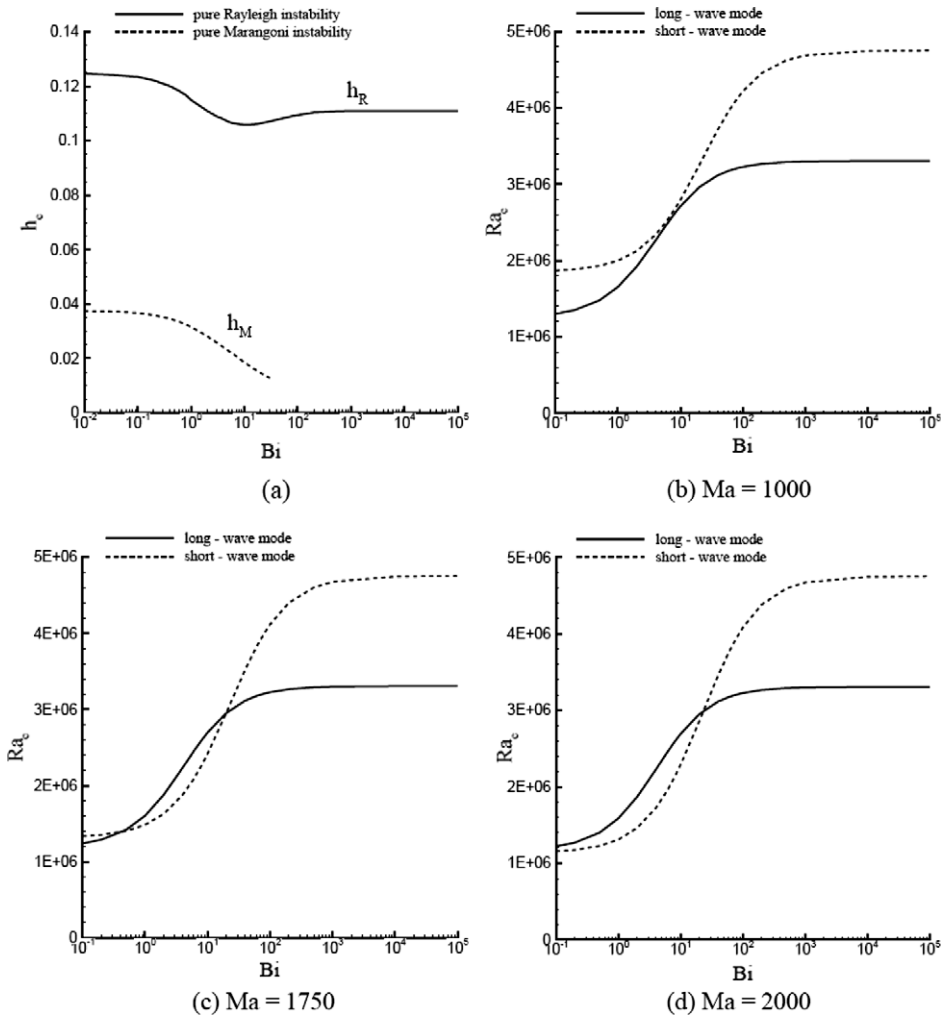 pure Rayleigh instability
pure Marangoni instability
0.14
0.12
0.1
0.08
0.06
0.04
0.02
0
h_c
h_R
h_M
10^-2 10^-1 10^0 10^1 10^2 10^3 10^4 10^5
Bi
(a)
long - wave mode
short - wave mode
5E+06
4E+06
3E+06
2E+06
1E+06
0
Ra_c
10^-1 10^0 10^1 10^2 10^3 10^4 10^5
Bi
(b) Ma = 1000
long - wave mode
short - wave mode
5E+06
4E+06
3E+06
2E+06
1E+06
0
Ra_c
10^-1 10^0 10^1 10^2 10^3 10^4 10^5
Bi
(c) Ma = 1750
long - wave mode
short - wave mode
5E+06
4E+06
3E+06
2E+06
1E+06
0
Ra_c
10^-1 10^0 10^1 10^2 10^3 10^4 10^5
Bi
(d) Ma = 2000